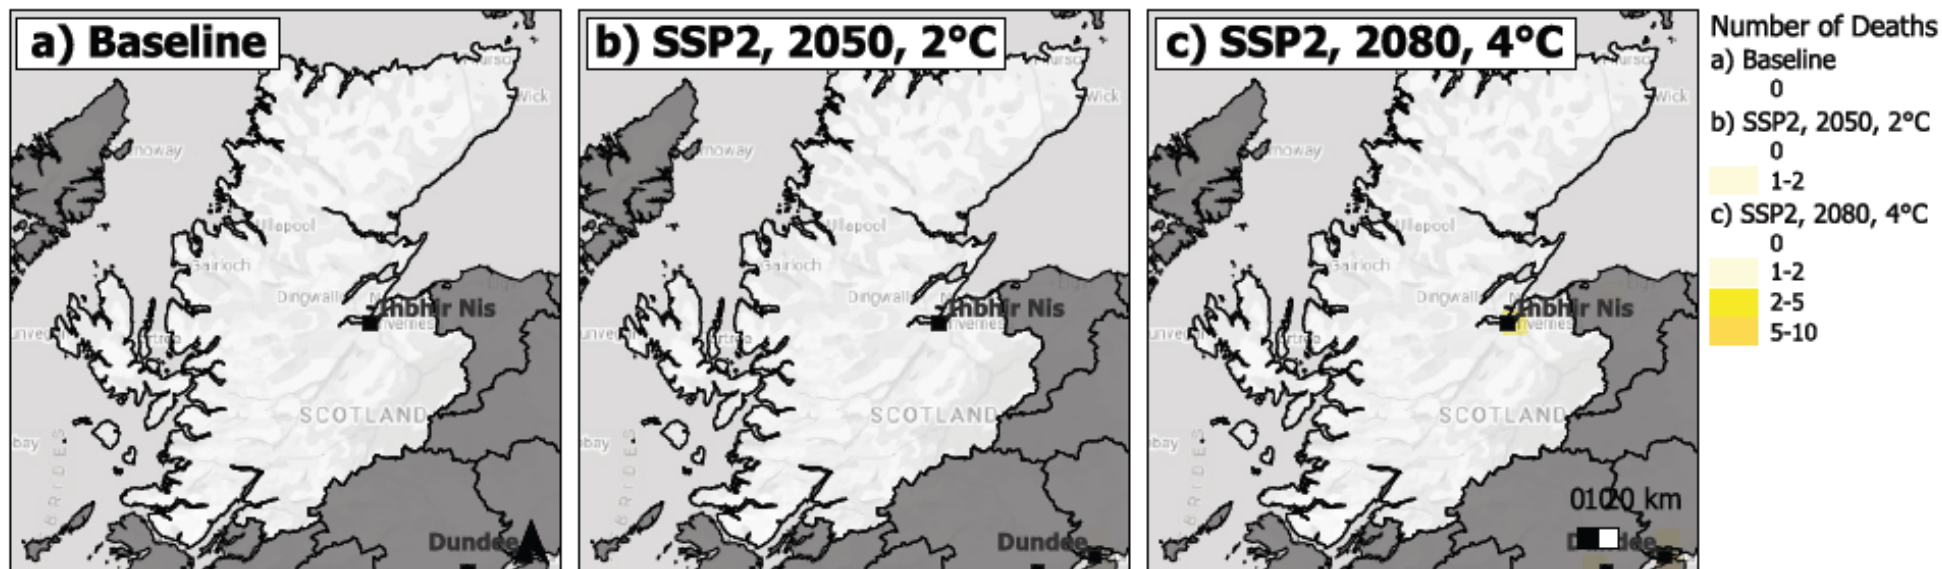 a) Baseline
Wick
Ullapool
Gairloch
Dingwall
Inbhir Nis
SCOTLAND
Dundee
b) SSP2, 2050, 2°C
Wick
Ullapool
Gairloch
Dingwall
Inbhir Nis
SCOTLAND
Dundee
c) SSP2, 2080, 4°C
Wick
Ullapool
Gairloch
Dingwall
Inbhir Nis
SCOTLAND
01020 km
Number of Deaths
a) Baseline
0
b) SSP2, 2050, 2°C
0
1-2
c) SSP2, 2080, 4°C
0
1-2
2-5
5-10